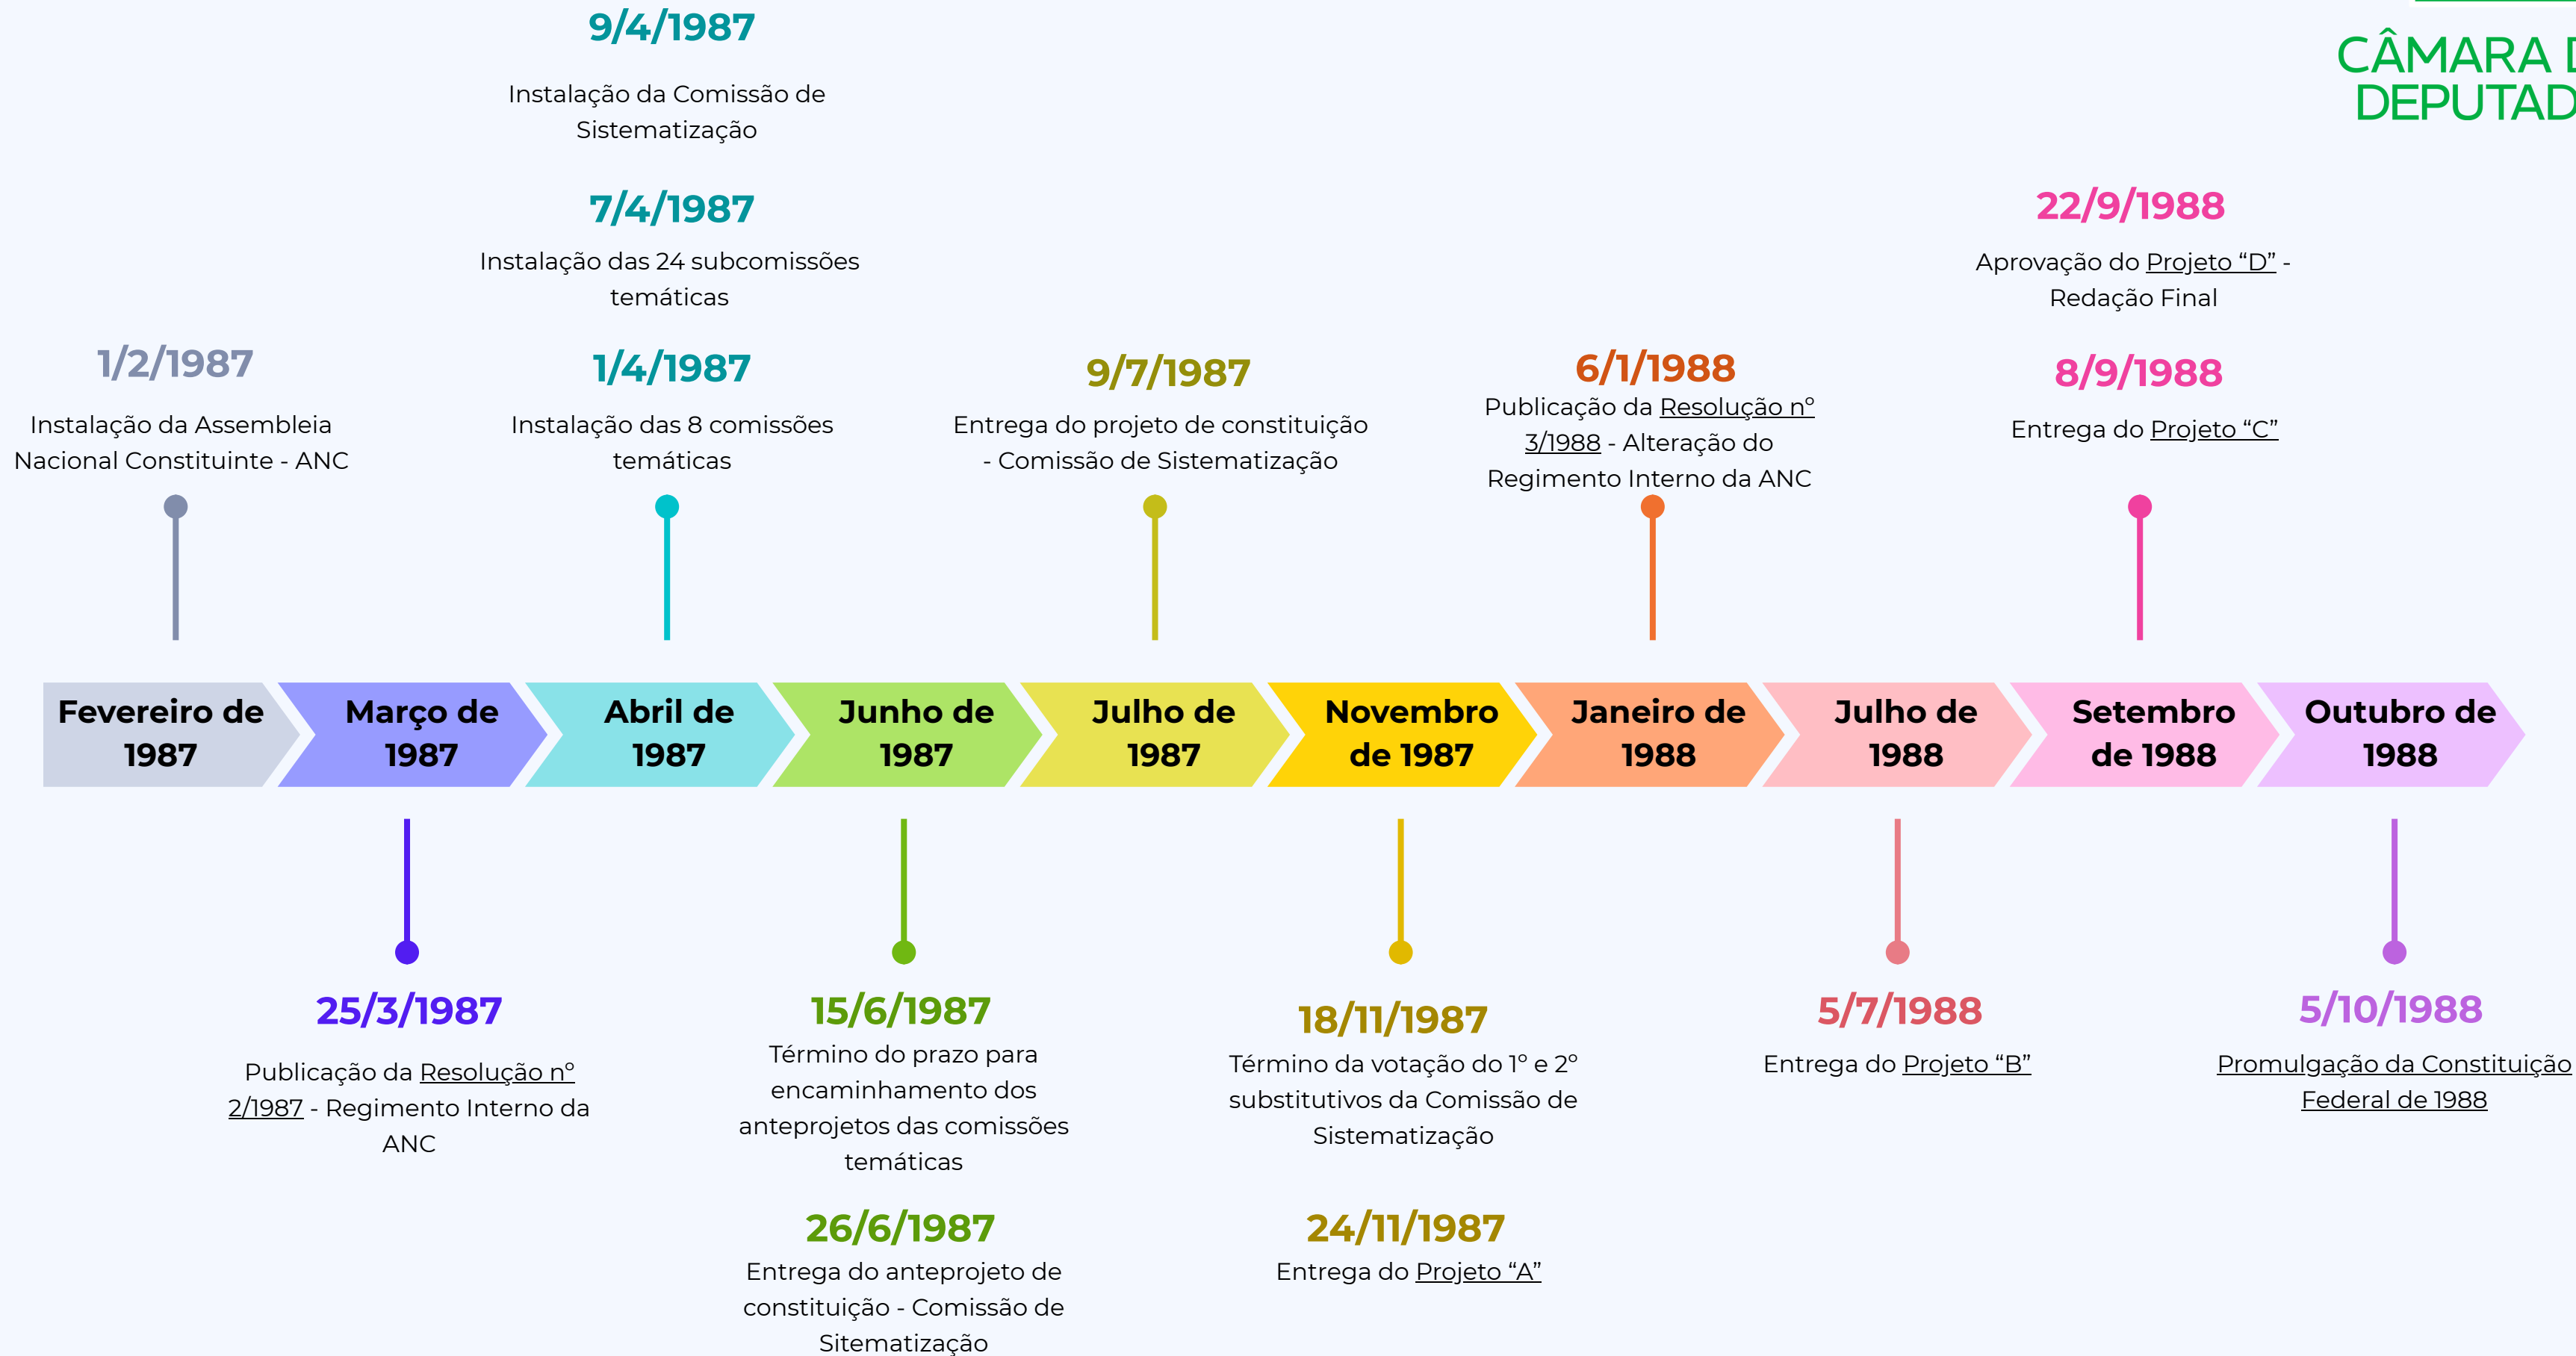 CÂMARA D
DEPUTAD
9/4/1987
Instalação da Comissão de
Sistematização
7/4/1987
Instalação das 24 subcomissões
temáticas
22/9/1988
Aprovação do Projeto “D” -
Redação Final
1/2/1987
Instalação da Assembleia
Nacional Constituinte - ANC
1/4/1987
Instalação das 8 comissões
temáticas
9/7/1987
Entrega do projeto de constituição
- Comissão de Sistematização
6/1/1988
Publicação da Resolução nº
3/1988 - Alteração do
Regimento Interno da ANC
8/9/1988
Entrega do Projeto “C”
Fevereiro de
1987
Março de
1987
Abril de
1987
Junho de
1987
Julho de
1987
Novembro
de 1987
Janeiro de
1988
Julho de
1988
Setembro
de 1988
Outubro de
1988
25/3/1987
Publicação da Resolução nº
2/1987 - Regimento Interno da
ANC
15/6/1987
Término do prazo para
encaminhamento dos
anteprojetos das comissões
temáticas
26/6/1987
Entrega do anteprojeto de
constituição - Comissão de
Sitematização
18/11/1987
Término da votação do 1º e 2º
substitutivos da Comissão de
Sistematização
24/11/1987
Entrega do Projeto “A”
5/7/1988
Entrega do Projeto “B”
5/10/1988
Promulgação da Constituição
Federal de 1988